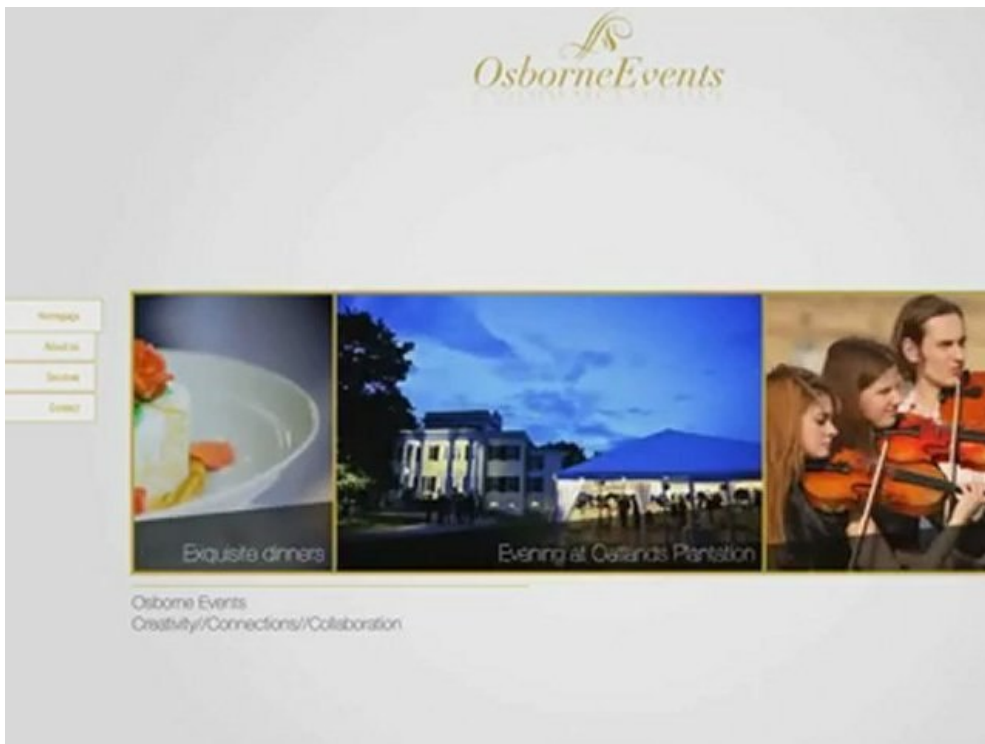 OsborneEvents
Homepage
About us
Services
Contact
Exquisite dinners
Evening at Oatlands Plantation
Osborne Events
Creativity//Connections//Collaboration